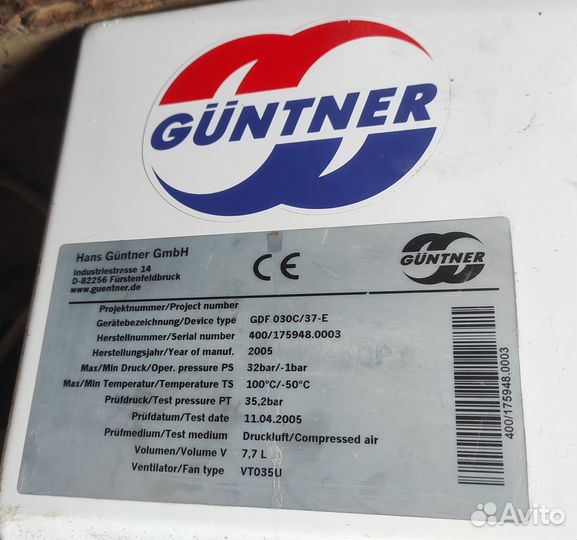 GÜNTNER
Hans Güntner GmbH
Industriestrasse 14
D-82256 Fürstenfeldbruck
www.guentner.de
CE
GÜNTNER
Projektnummer/Project number
Gerätebezeichnung/Device type GDF 030C/37-E
Herstellnummer/Serial number 400/175948.0003
Herstellungsjahr/Year of manuf. 2005
Max/Min Druck/Oper. pressure PS 32bar/-1bar
Max/Min Temperatur/Temperature TS 100°C/-50°C
Prüfdruck/Test pressure PT 35,2bar
Prüfdatum/Test date 11.04.2005
Prüfmedium/Test medium Druckluft/Compressed air
Volumen/Volume V 7,7 L
Ventilator/Fan type VT035U
400/175948.0003
Avito